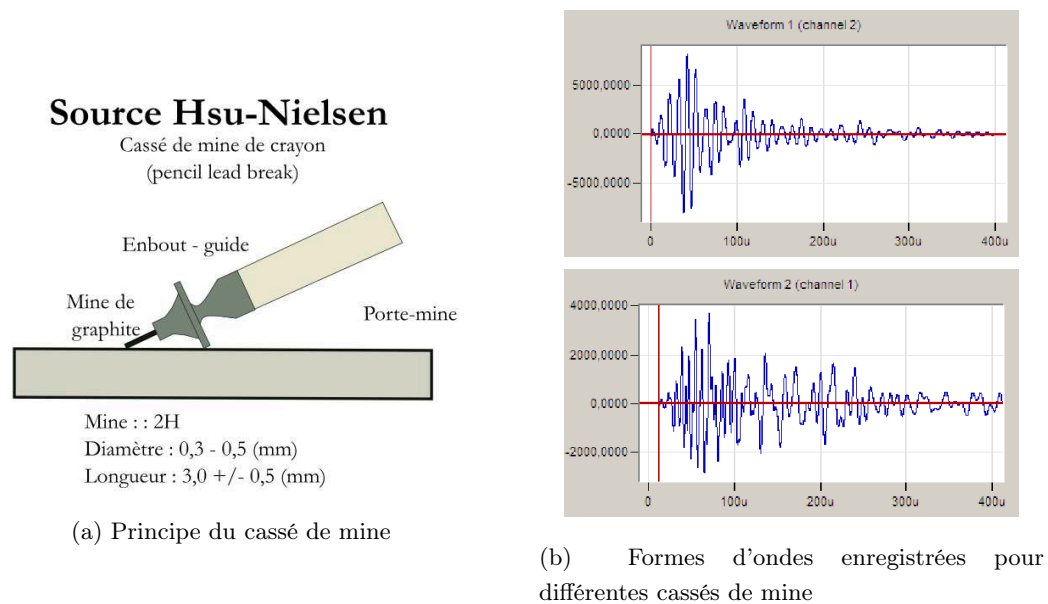 Source Hsu-Nielsen
Cassé de mine de crayon
(pencil lead break)
Enbout - guide
Mine de
graphite
Porte-mine
Mine : : 2H
Diamètre : 0,3 - 0,5 (mm)
Longueur : 3,0 +/- 0,5 (mm)
(a) Principe du cassé de mine
Waveform 1 (channel 2)
5000,0000
0,0000
-5000,0000
0 100u 200u 300u 400u
Waveform 2 (channel 1)
4000,0000
2000,0000
0,0000
-2000,0000
0 100u 200u 300u 400u
(b) Formes d'ondes enregistrées pour
différentes cassés de mine